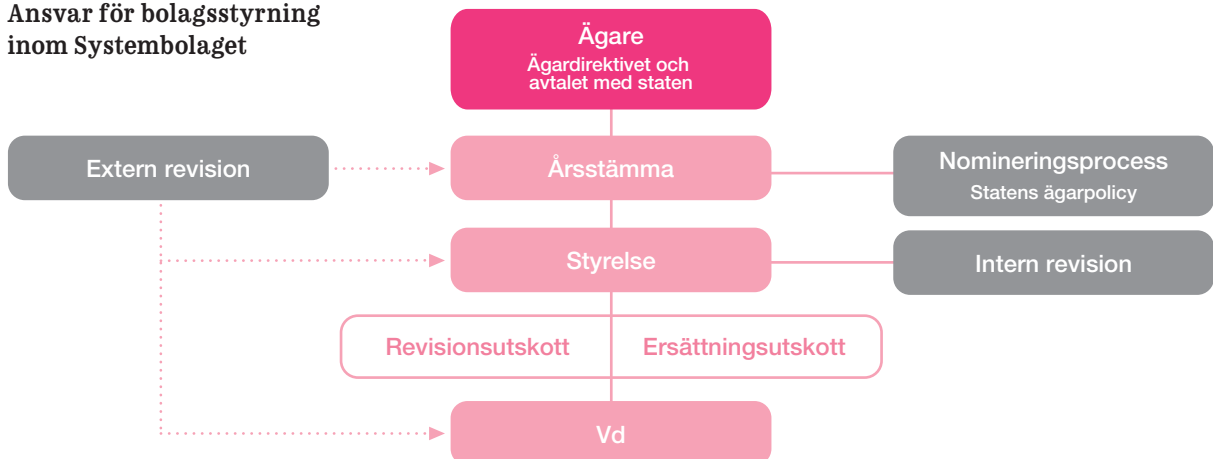 Ansvar för bolagsstyrning
inom Systembolaget
Ägare
Ägardirektivet och
avtalet med staten
Extern revision
Årsstämma
Nomineringsprocess
Statens ägarpolicy
Styrelse
Intern revision
Revisionsutskott
Ersättningsutskott
Vd